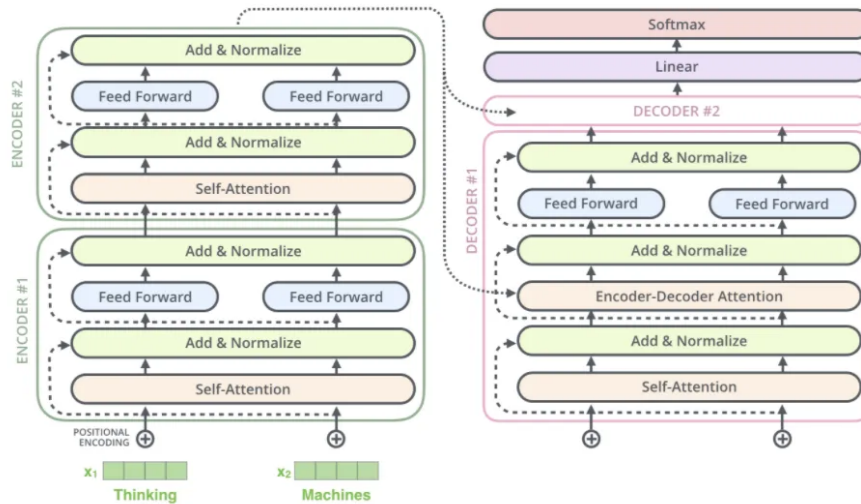 ENCODER #2
Add & Normalize
Feed Forward
Feed Forward
Add & Normalize
Self-Attention
ENCODER #1
Add & Normalize
Feed Forward
Feed Forward
Add & Normalize
Self-Attention
POSITIONAL
ENCODING
x₁
x₂
Thinking
Machines
Softmax
Linear
DECODER #2
DECODER #1
Add & Normalize
Feed Forward
Feed Forward
Add & Normalize
Encoder-Decoder Attention
Add & Normalize
Self-Attention